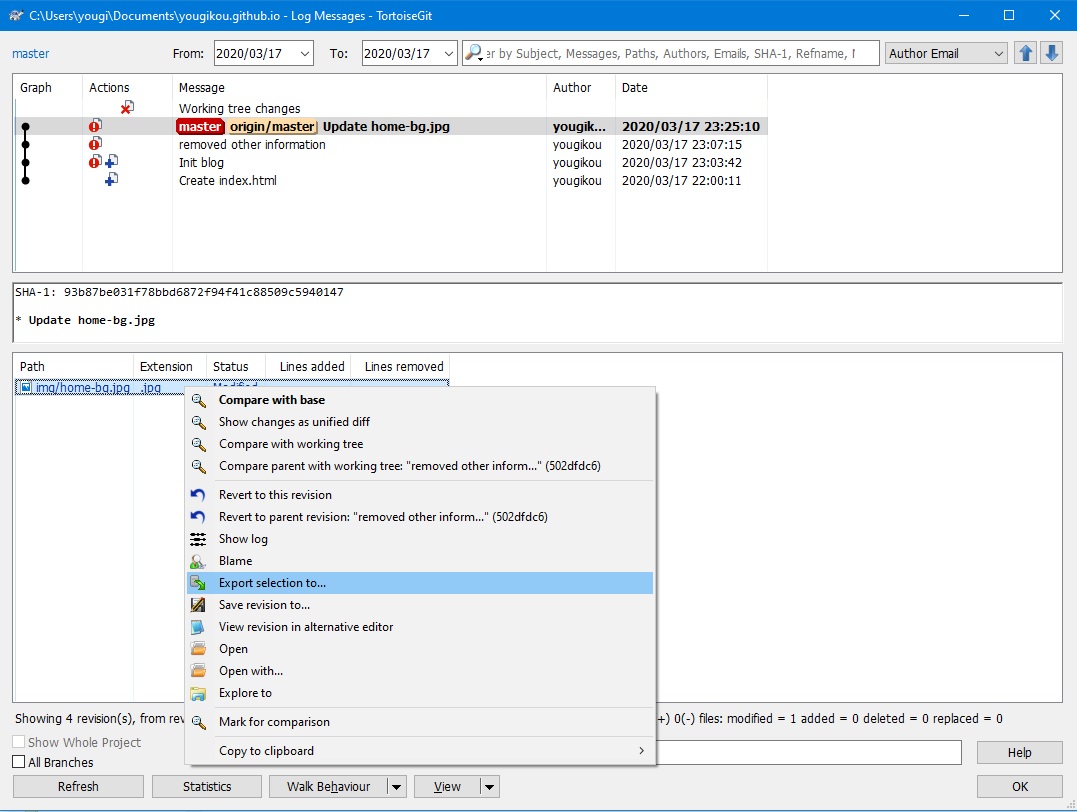 C:\Users\yougi\Documents\yougikou.github.io - Log Messages - TortoiseGit
master From: 2020/03/17 To: 2020/03/17 er by Subject, Messages, Paths, Authors, Emails, SHA-1, Refname, Author Email
Graph Actions Message Author Date
Working tree changes
master origin/master Update home-bg.jpg yougik... 2020/03/17 23:25:10
removed other information yougikou 2020/03/17 23:07:15
Init blog yougikou 2020/03/17 23:03:42
Create index.html yougikou 2020/03/17 22:00:11
SHA-1: 93b87be031f78bbd6872f94f41c88509c5940147
* Update home-bg.jpg
Path Extension Status Lines added Lines removed
img/home-bg.jpg .jpg Modified
Compare with base
Show changes as unified diff
Compare with working tree
Compare parent with working tree: "removed other inform..." (502dfdc6)
Revert to this revision
Revert to parent revision: "removed other inform..." (502dfdc6)
Show log
Blame
Export selection to...
Save revision to...
View revision in alternative editor
Open
Open with...
Explore to
Mark for comparison
Copy to clipboard
Showing 4 revision(s), from rev +) 0(-) files: modified = 1 added = 0 deleted = 0 replaced = 0
Show Whole Project
All Branches
Help
Refresh Statistics Walk Behaviour View OK